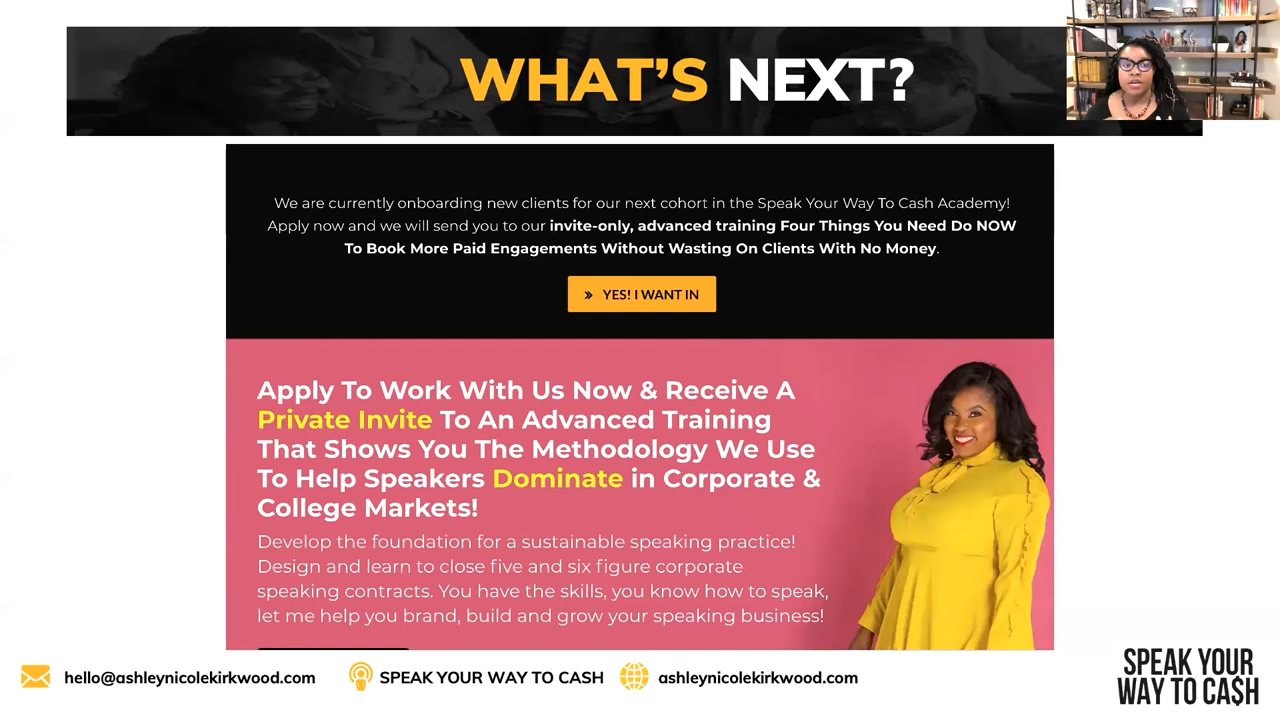 WHAT'S NEXT?
We are currently onboarding new clients for our next cohort in the Speak Your Way To Cash Academy!
Apply now and we will send you to our invite-only, advanced training Four Things You Need Do NOW
To Book More Paid Engagements Without Wasting On Clients With No Money.
» YES! I WANT IN
Apply To Work With Us Now & Receive A
Private Invite To An Advanced Training
That Shows You The Methodology We Use
To Help Speakers Dominate in Corporate &
College Markets!
Develop the foundation for a sustainable speaking practice!
Design and learn to close five and six figure corporate
speaking contracts. You have the skills, you know how to speak,
let me help you brand, build and grow your speaking business!
hello@ashleynicolekirkwood.com
SPEAK YOUR WAY TO CASH
ashleynicolekirkwood.com
SPEAK YOUR
WAY TO CA$H